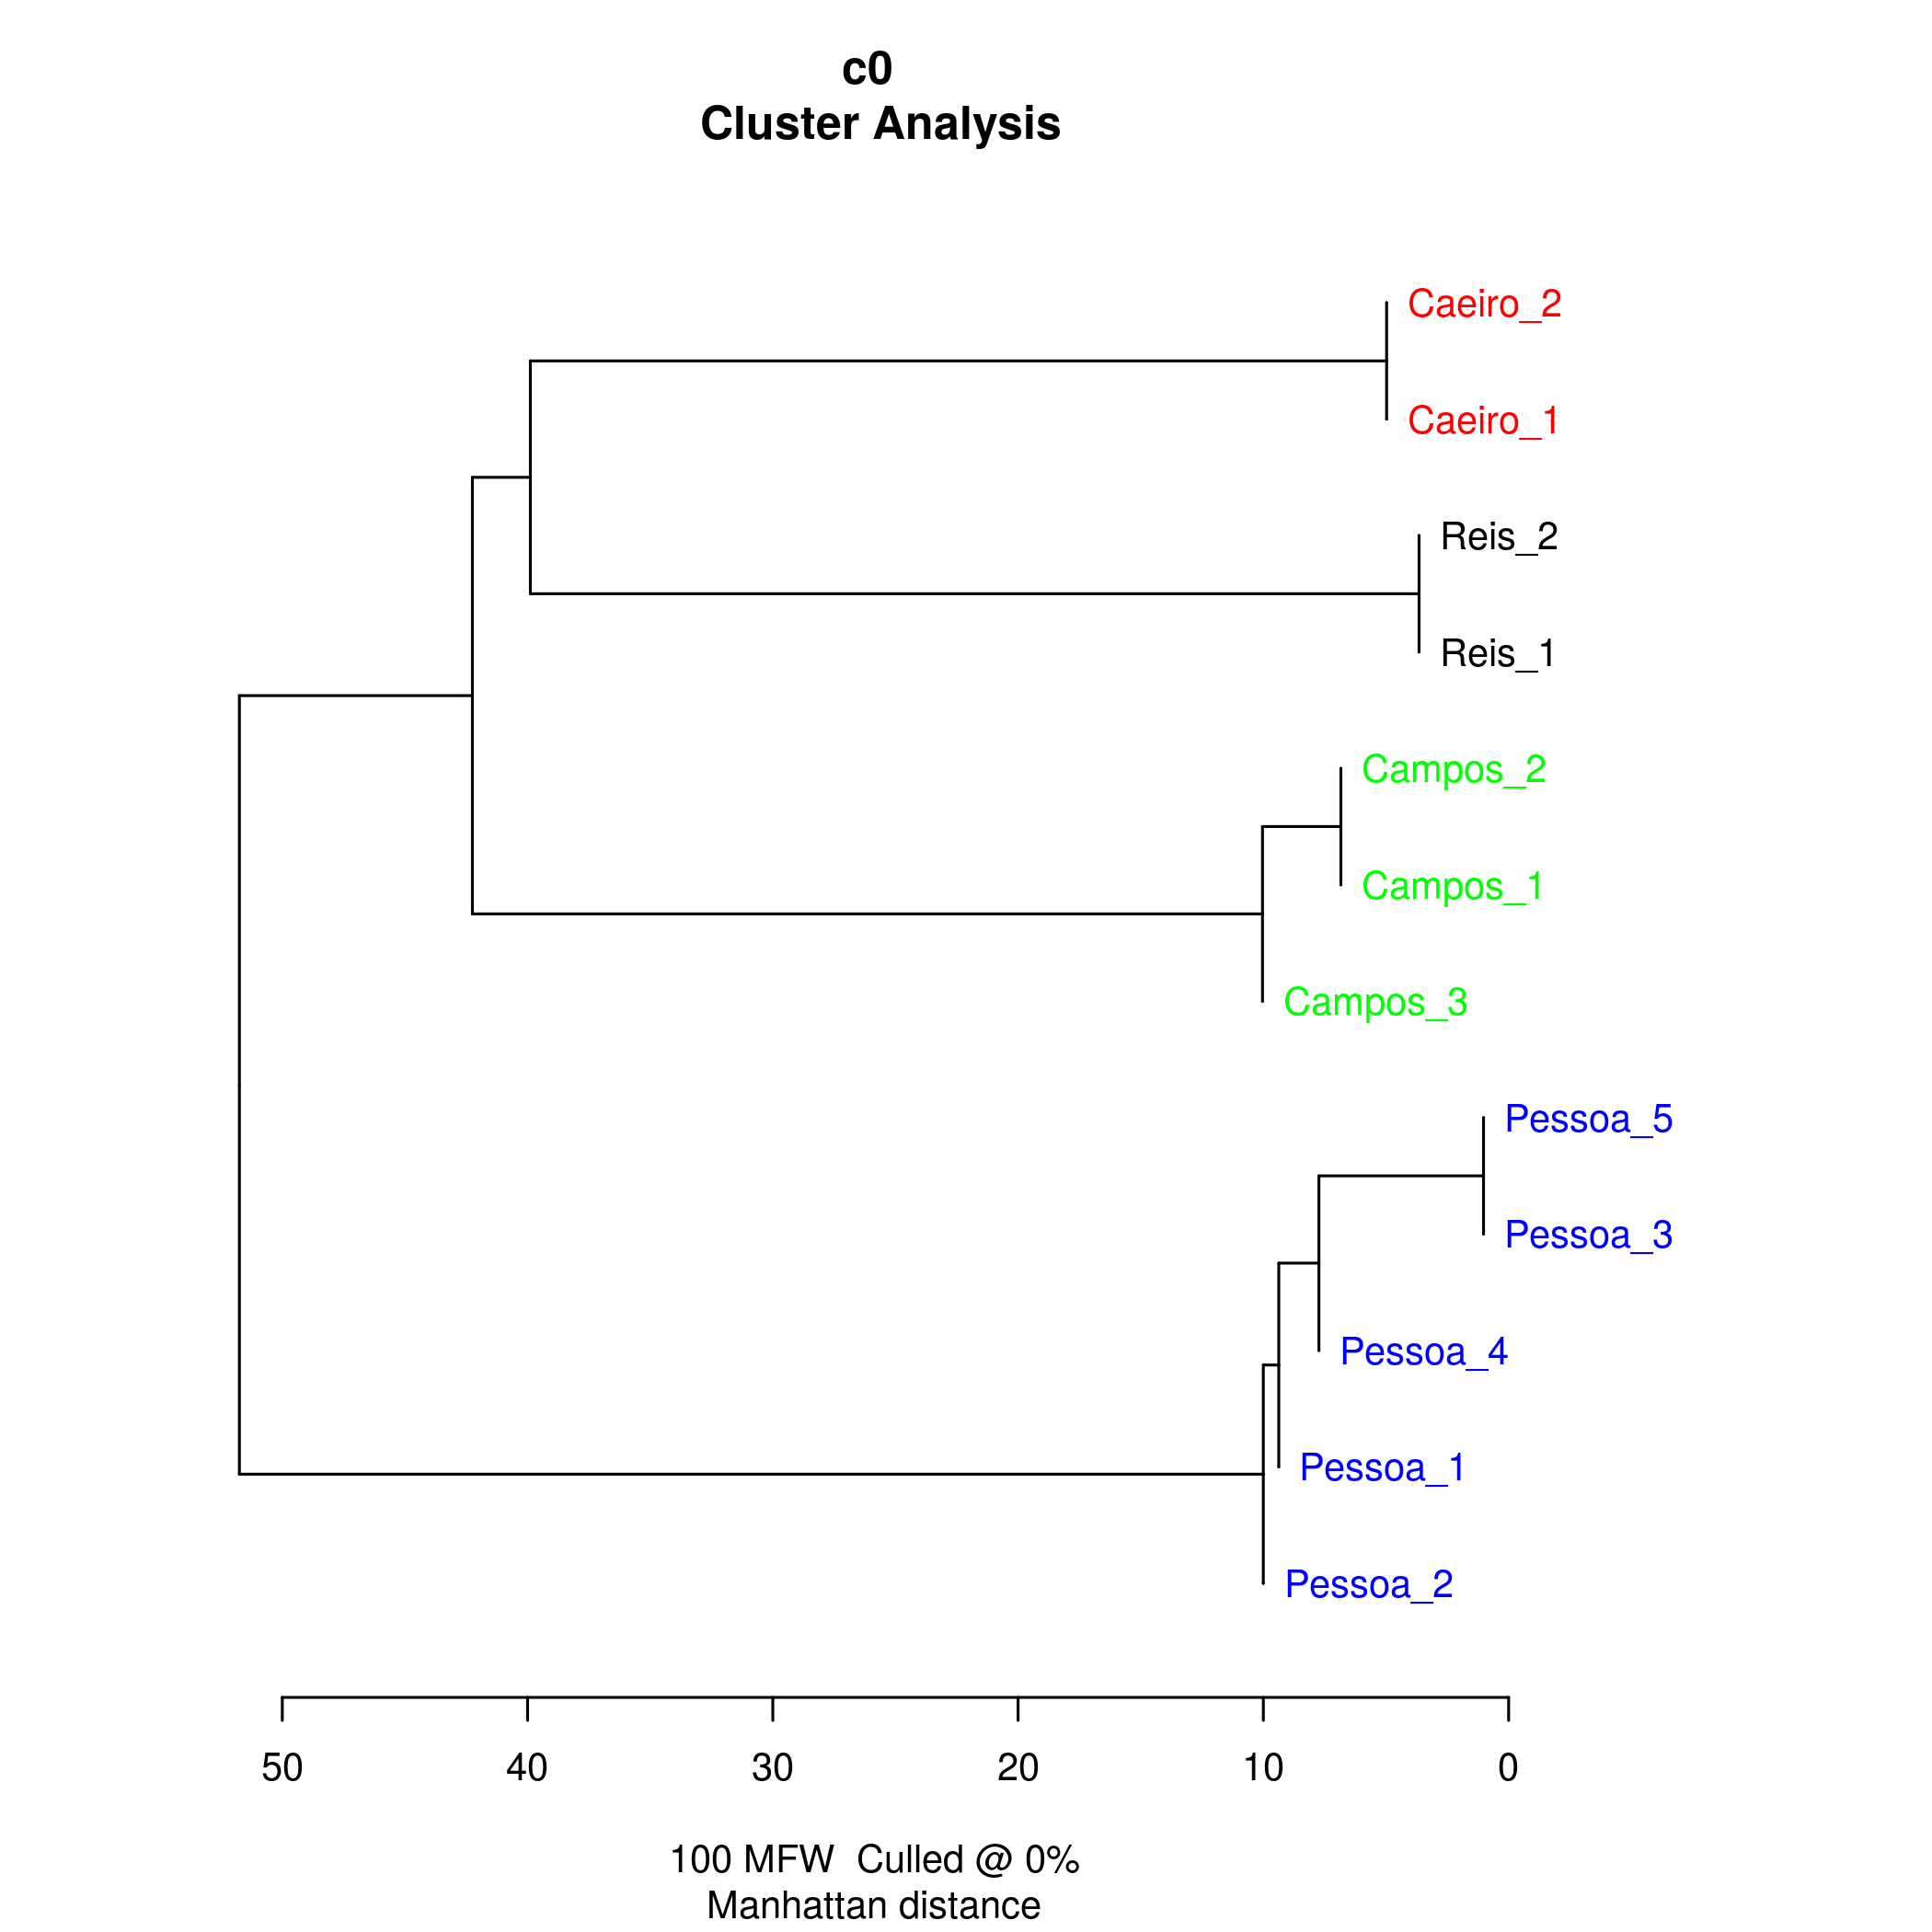 c0
Cluster Analysis
Caeiro_2
Caeiro_1
Reis_2
Reis_1
Campos_2
Campos_1
Campos_3
Pessoa_5
Pessoa_3
Pessoa_4
Pessoa_1
Pessoa_2
50 40 30 20 10 0
100 MFW  Culled @ 0%
Manhattan distance